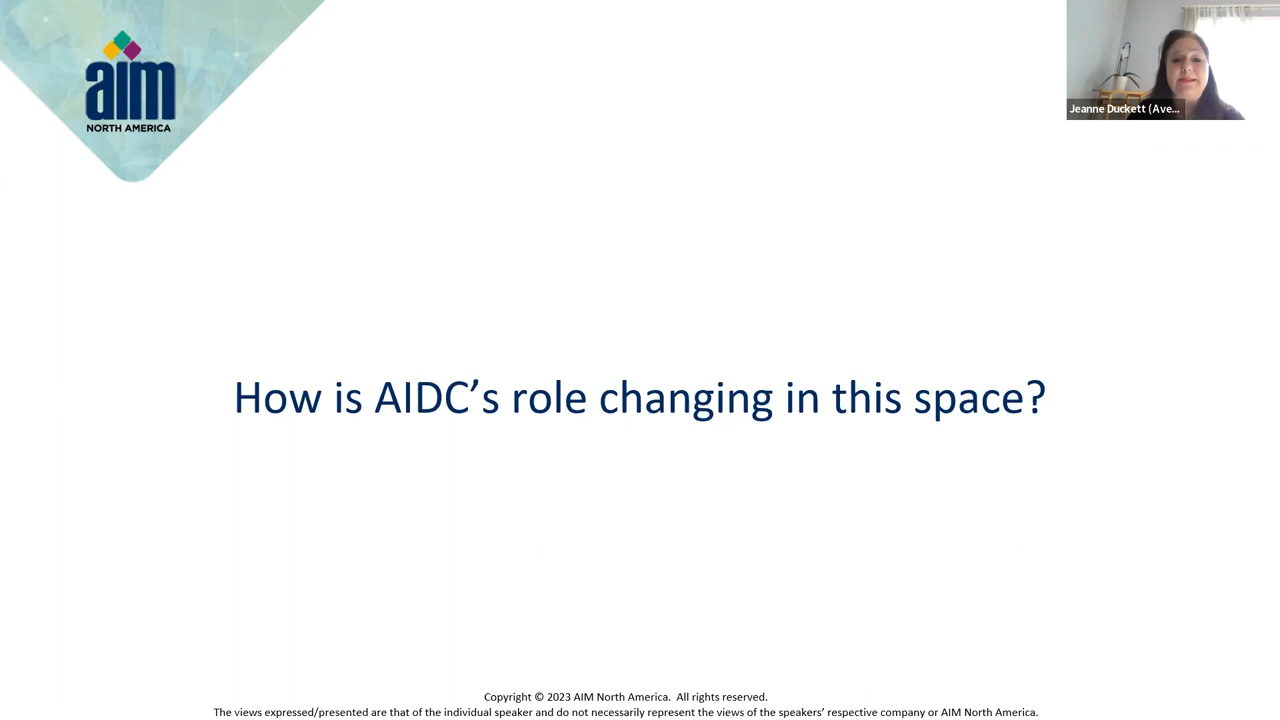 aim
NORTH AMERICA
Jeanne Duckett (Ave...
How is AIDC’s role changing in this space?
Copyright © 2023 AIM North America. All rights reserved.
The views expressed/presented are that of the individual speaker and do not necessarily represent the views of the speakers’ respective company or AIM North America.